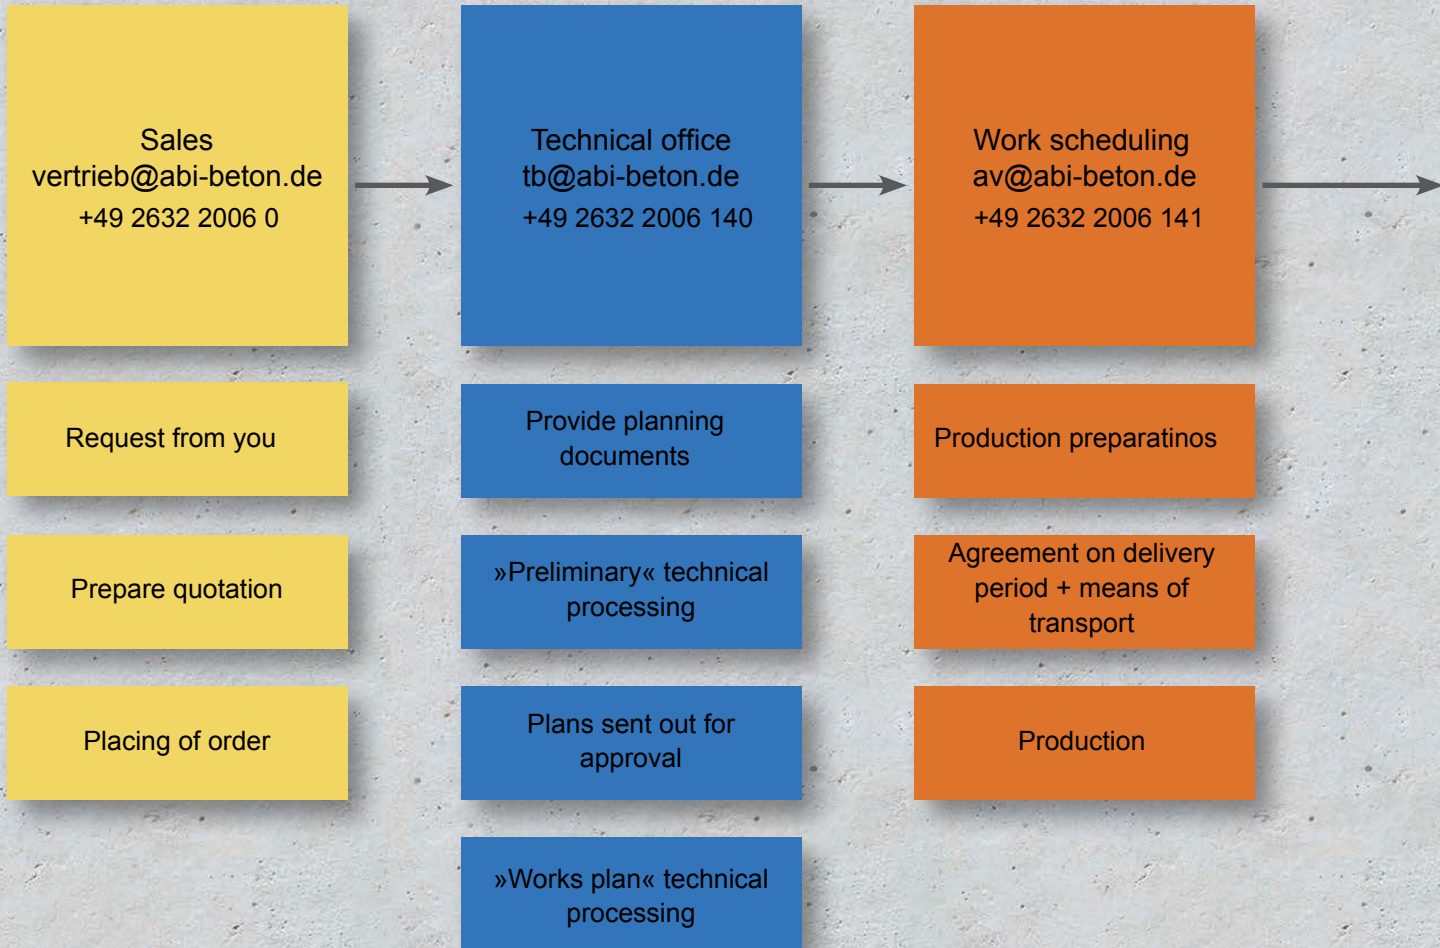 Sales
vertrieb@abi-beton.de
+49 2632 2006 0
Request from you
Prepare quotation
Placing of order
Technical office
tb@abi-beton.de
+49 2632 2006 140
Provide planning
documents
»Preliminary« technical
processing
Plans sent out for
approval
»Works plan« technical
processing
Work scheduling
av@abi-beton.de
+49 2632 2006 141
Production preparatinos
Agreement on delivery
period + means of
transport
Production